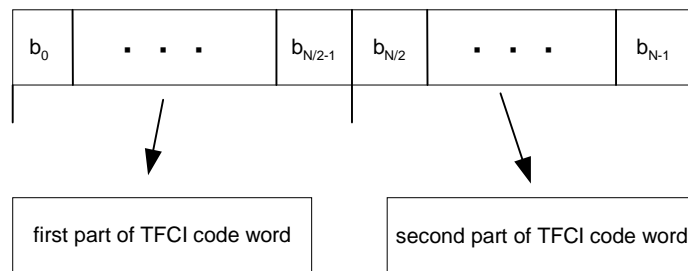 b0 . . . bN/2-1 bN/2 . . . bN-1
first part of TFCI code word second part of TFCI code word